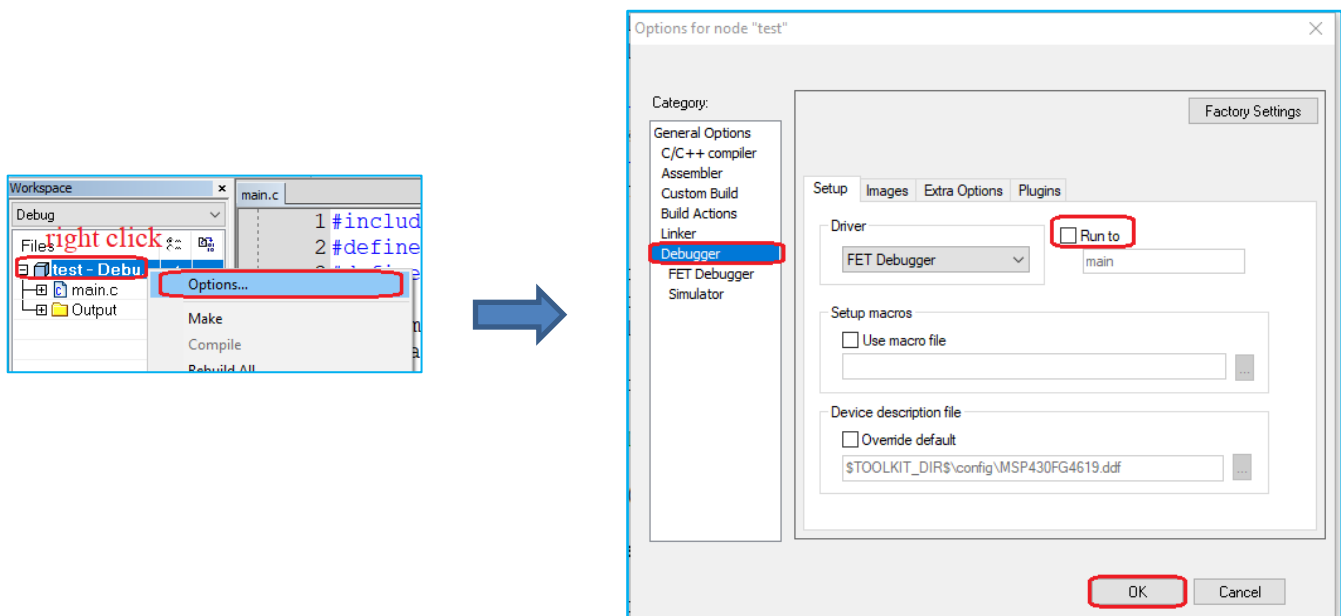 Workspace
x
Debug
Files
right click
test - Debu
main.c
Output
main.c
1 #includ
2 #define
Options...
Make
Compile
Rebuild All
Options for node "test"
Category:
General Options
C/C++ compiler
Assembler
Custom Build
Build Actions
Linker
Debugger
FET Debugger
Simulator
Factory Settings
Setup
Images
Extra Options
Plugins
Driver
FET Debugger
Run to
main
Setup macros
Use macro file
...
Device description file
Override default
$TOOLKIT_DIR$\config\MSP430FG4619.ddf
...
OK
Cancel